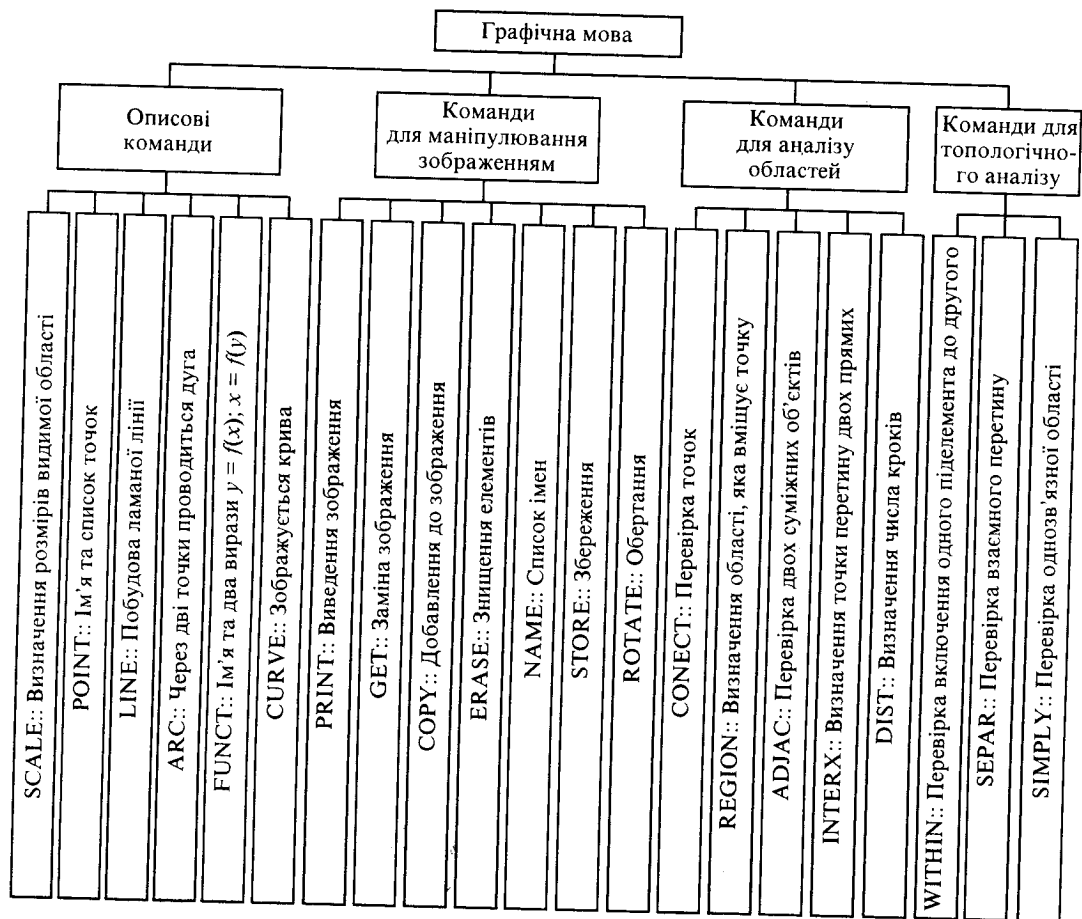 Графічна мова
Описові
команди
Команди
для маніпулювання
зображенням
Команди
для аналізу
областей
Команди для
топологічно-
го аналізу
SCALE:: Визначення розмірів видимої області
POINT:: Ім'я та список точок
LINE:: Побудова ламаної лінії
ARC:: Через дві точки проводиться дуга
FUNCT:: Ім'я та два вирази y = f(x); x = f(y)
CURVE:: Зображується крива
PRINT:: Виведення зображення
GET:: Заміна зображення
COPY:: Добавлення до зображення
ERASE:: Знищення елементів
NAME:: Список імен
STORE:: Збереження
ROTATE:: Обертання
CONECT:: Перевірка точок
REGION:: Визначення області, яка вміщує точку
ADJAC:: Перевірка двох суміжних об'єктів
INTERX:: Визначення точки перетину двох прямих
DIST:: Визначення числа кроків
WITHIN:: Перевірка включення одного піделемента до другого
SEPAR:: Перевірка взаємного перетину
SIMPLY:: Перевірка однозв'язної області